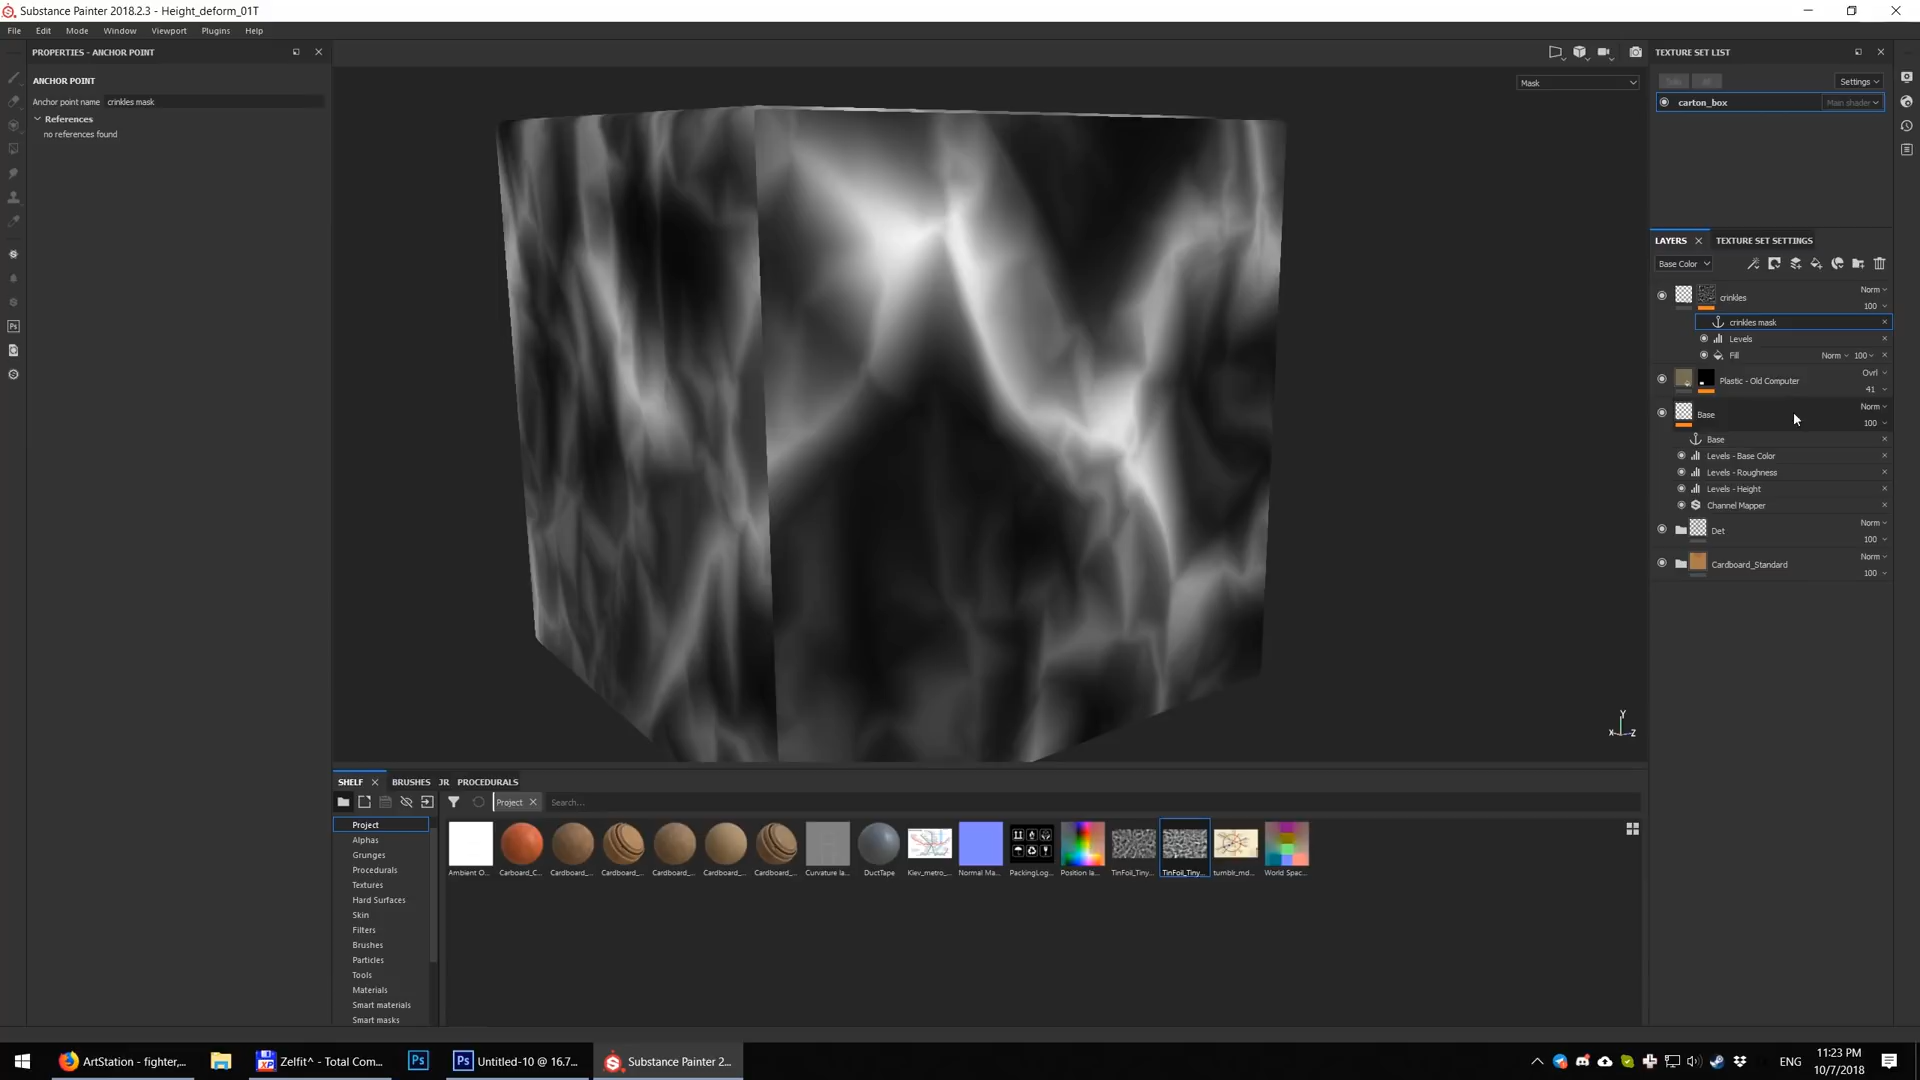 Substance Painter 2018.2.3 - Height_deform_01T
File Edit Mode Window Viewport Plugins Help
PROPERTIES - ANCHOR POINT
ANCHOR POINT
Anchor point name crinkles mask
References
no references found
Mask
Y
X Z
TEXTURE SET LIST
Settings
carton_box Main shader
LAYERS TEXTURE SET SETTINGS
Base Color
crinkles Norm
100
crinkles mask
Levels
Fill Norm 100
Plastic - Old Computer Ovrl
41
Base Norm
100
Base
Levels - Base Color
Levels - Roughness
Levels - Height
Channel Mapper
Det Norm
100
Cardboard_Standard Norm
100
SHELF BRUSHES JR PROCEDURALS
Project Search...
Project
Alphas
Grunges
Procedurals
Textures
Hard Surfaces
Skin
Filters
Brushes
Particles
Tools
Materials
Smart materials
Smart masks
Ambient O... Carboard_C... Cardboard_... Cardboard_... Cardboard_... Cardboard_... Cardboard_... Curvature la... DuctTape Kiev_metro_... Normal Ma... PackingLog... Position la... TinFoil_Tiny... TinFoil_Tiny... tumblr_md... World Spac...
ArtStation - fighter,... Zelfit^ - Total Com... Untitled-10 @ 16.7... Substance Painter 2...
ENG
11:23 PM
10/7/2018